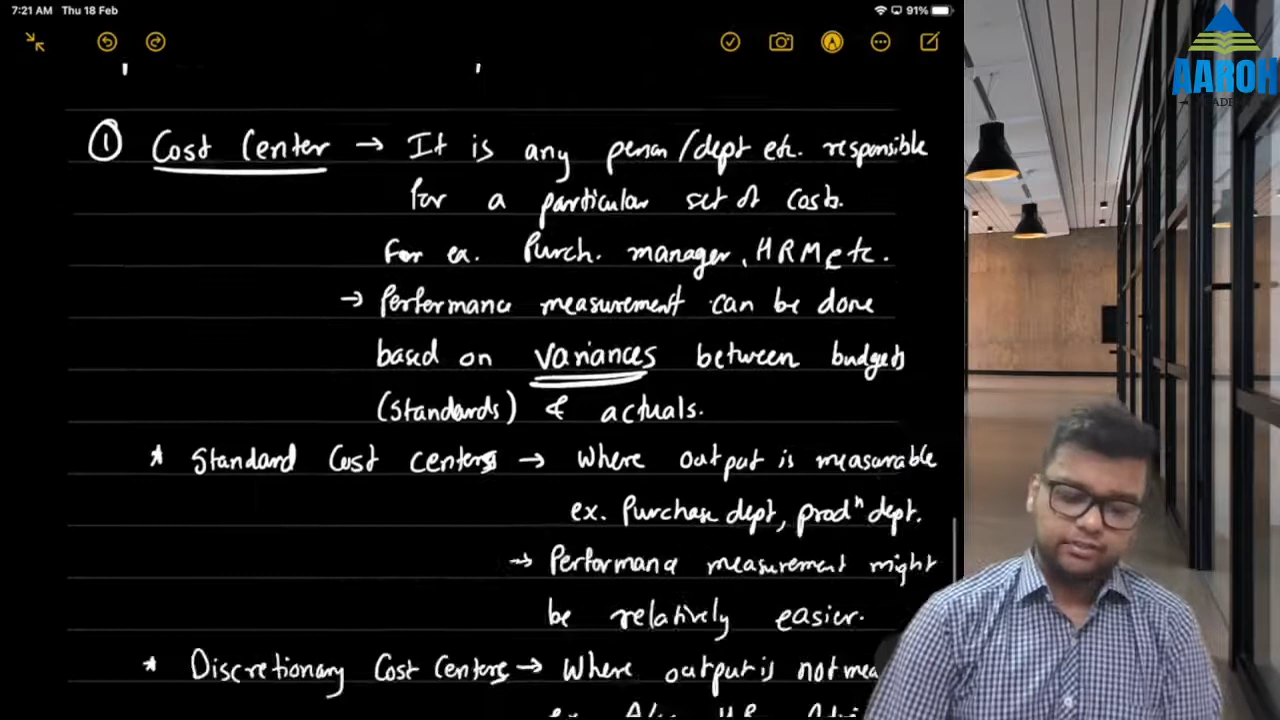 7:21 AM Thu 18 Feb
91%
AAROH
① Cost Center → It is any person/dept etc. responsible
for a particular set of costs.
For ex. Purch. manager, HRM etc.
→ Performance measurement can be done
based on variances between budgets
(standards) & actuals.
* Standard Cost centers → Where output is measurable
ex. Purchase dept, prodⁿ dept.
→ Performance measurement might
be relatively easier.
* Discretionary Cost Centers → Where output is not